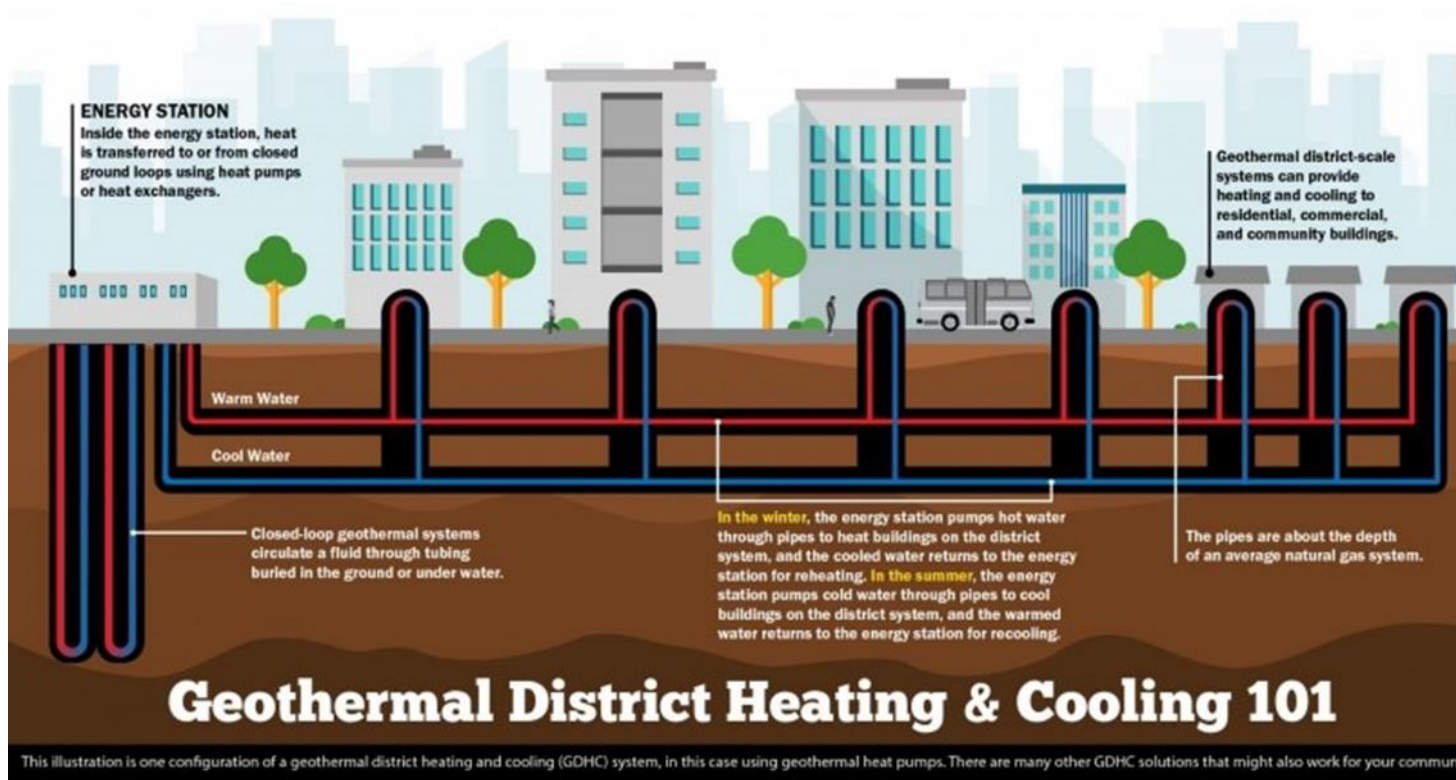 ENERGY STATION
Inside the energy station, heat
is transferred to or from closed
ground loops using heat pumps
or heat exchangers.
Geothermal district-scale
systems can provide
heating and cooling to
residential, commercial,
and community buildings.
Warm Water
Cool Water
Closed-loop geothermal systems
circulate a fluid through tubing
buried in the ground or under water.
In the winter, the energy station pumps hot water
through pipes to heat buildings on the district
system, and the cooled water returns to the energy
station for reheating. In the summer, the energy
station pumps cold water through pipes to cool
buildings on the district system, and the warmed
water returns to the energy station for recooling.
The pipes are about the depth
of an average natural gas system.
Geothermal District Heating & Cooling 101
This illustration is one configuration of a geothermal district heating and cooling (GDHC) system, in this case using geothermal heat pumps. There are many other GDHC solutions that might also work for your